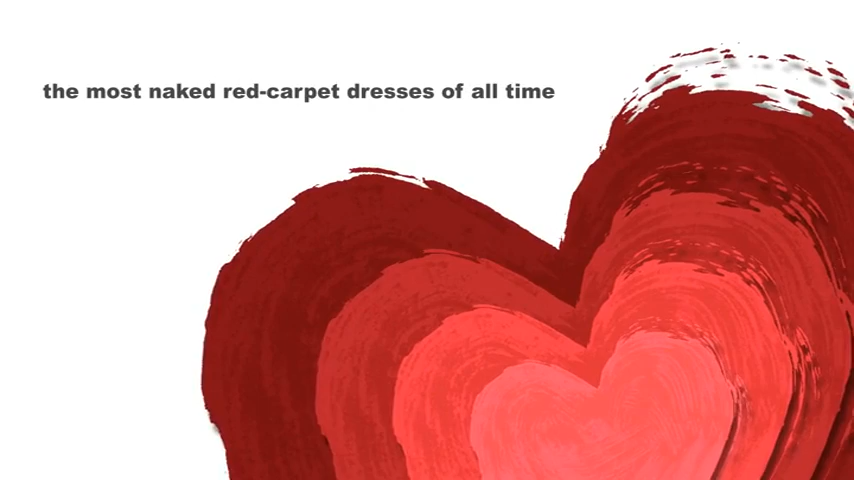 the most naked red-carpet dresses of all time